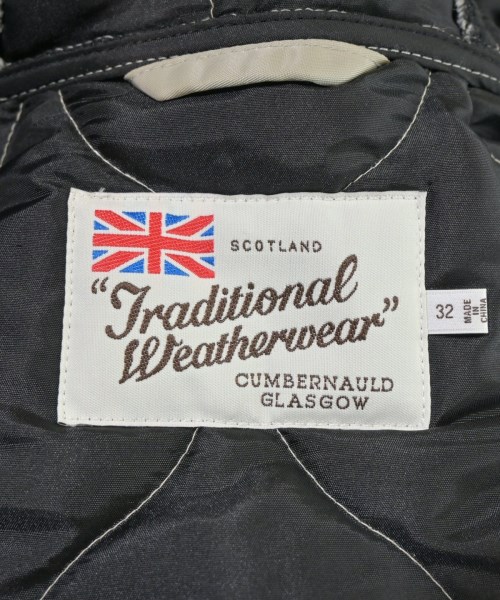 SCOTLAND
"Traditional
Weatherwear"
CUMBERNAULD
GLASGOW
32
MADE
IN
CHINA